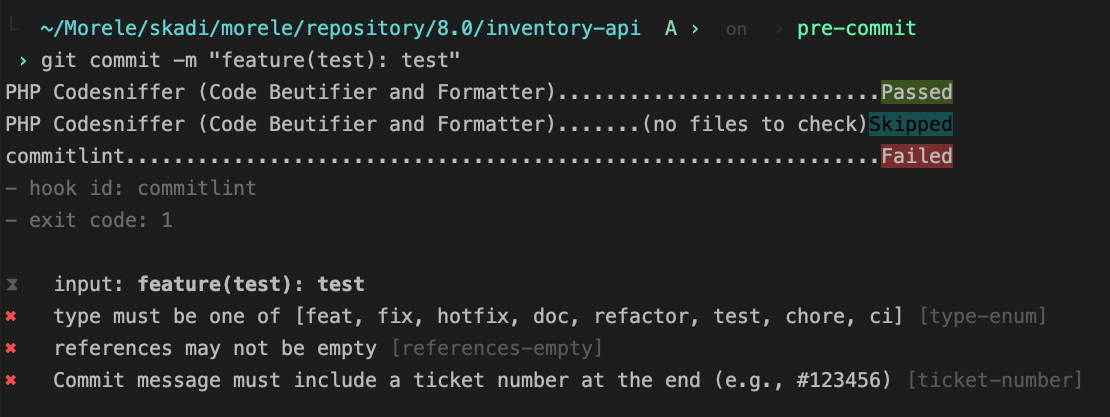 ~/Morele/skadi/morele/repository/8.0/inventory-api A › on › pre-commit
› git commit -m "feature(test): test"
PHP Codesniffer (Code Beutifier and Formatter)...........................Passed
PHP Codesniffer (Code Beutifier and Formatter).......(no files to check)Skipped
commitlint...............................................................Failed
- hook id: commitlint
- exit code: 1
⧗ input: feature(test): test
✖ type must be one of [feat, fix, hotfix, doc, refactor, test, chore, ci] [type-enum]
✖ references may not be empty [references-empty]
✖ Commit message must include a ticket number at the end (e.g., #123456) [ticket-number]